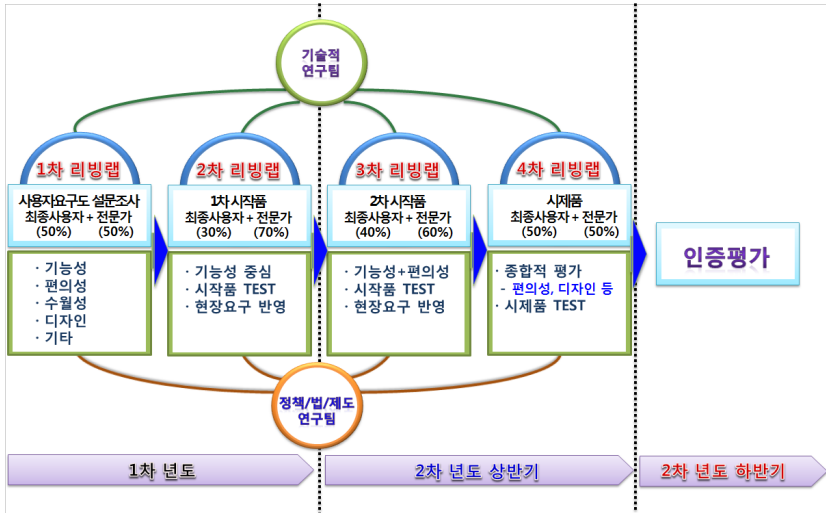 기술적
연구팀
1차 리빙랩
사용자요구도 설문조사
최종사용자 + 전문가
(50%) (50%)
· 기능성
· 편의성
· 수월성
· 디자인
· 기타
2차 리빙랩
1차 시작품
최종사용자 + 전문가
(30%) (70%)
· 기능성 중심
· 시작품 TEST
· 현장요구 반영
3차 리빙랩
2차 시작품
최종사용자 + 전문가
(40%) (60%)
· 기능성+편의성
· 시작품 TEST
· 현장요구 반영
4차 리빙랩
시제품
최종사용자 + 전문가
(50%) (50%)
· 종합적 평가
- 편의성, 디자인 등
· 시제품 TEST
인증평가
정책/법/제도
연구팀
1차 년도
2차 년도 상반기
2차 년도 하반기